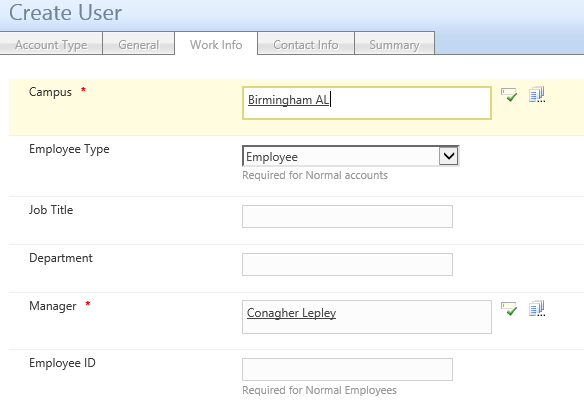 Create User
Account Type General Work Info Contact Info Summary
Campus *
Birmingham AL
Employee Type
Employee
Required for Normal accounts
Job Title
Department
Manager *
Conagher Lepley
Employee ID
Required for Normal Employees